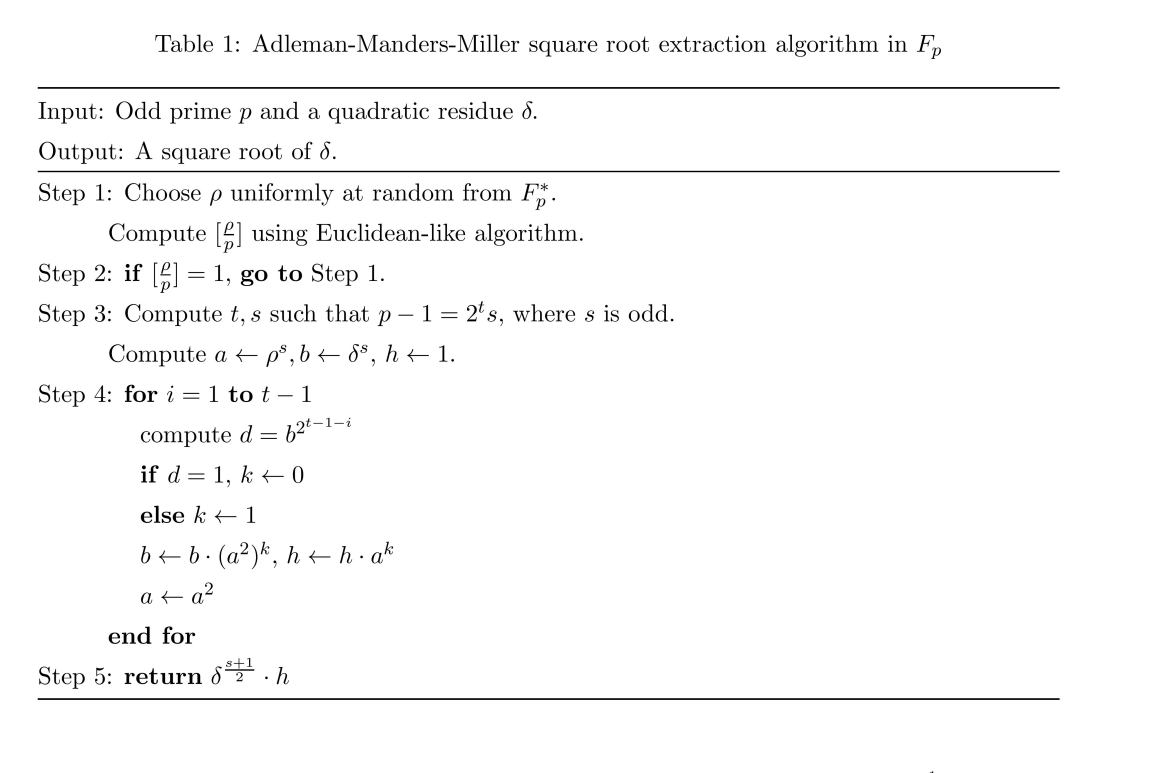 Table 1: Adleman-Manders-Miller square root extraction algorithm in $F_p$
Input: Odd prime $p$ and a quadratic residue $\delta$.
Output: A square root of $\delta$.
Step 1: Choose $\rho$ uniformly at random from $F_p^*$.
Compute $[\frac{\rho}{p}]$ using Euclidean-like algorithm.
Step 2: if $[\frac{\rho}{p}] = 1$, go to Step 1.
Step 3: Compute $t, s$ such that $p - 1 = 2^t s$, where $s$ is odd.
Compute $a \leftarrow \rho^s, b \leftarrow \delta^s$, $h \leftarrow 1$.
Step 4: for $i = 1$ to $t - 1$
compute $d = b^{2^{t-1-i}}$
if $d = 1$, $k \leftarrow 0$
else $k \leftarrow 1$
$b \leftarrow b \cdot (a^2)^k$, $h \leftarrow h \cdot a^k$
$a \leftarrow a^2$
end for
Step 5: return $\delta^{\frac{s+1}{2}} \cdot h$